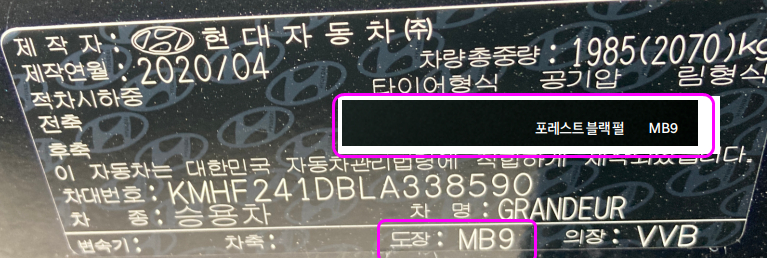 제 작 자 : HYUNDAI 현 대 자 동 차 ㈜
제작연월 : 2020/04 차량총중량 : 1985(2070)kg
적차시하중 타이어형식 공기압 림형식
전축
포레스트블랙펄 MB9
후축
이 자동차는 대한민국 자동차관리법령에 적합하게 제작되었습니다.
차대번호 : KMHF241DBLA338590
차 종 : 승용차 차 명 : GRANDEUR
변속기 : 차축 : 도장 : MB9 의장 : VVB